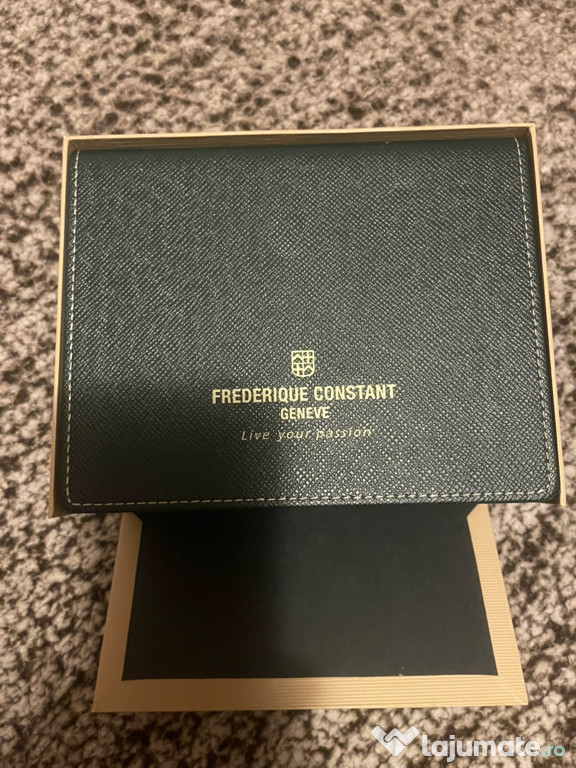 FREDERIQUE CONSTANT
GENEVE
Live your passion
Lajumate.ro